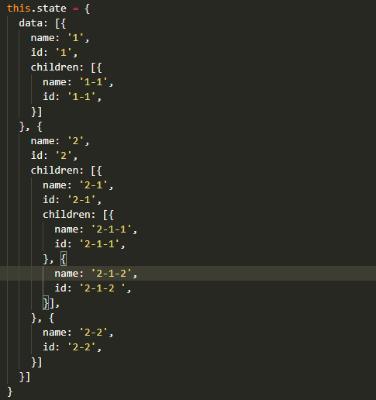 this.state = {
  data: [{
    name: '1',
    id: '1',
    children: [{
      name: '1-1',
      id: '1-1',
    }]
  }, {
    name: '2',
    id: '2',
    children: [{
      name: '2-1',
      id: '2-1',
      children: [{
        name: '2-1-1',
        id: '2-1-1',
      }, {
        name: '2-1-2',
        id: '2-1-2 ',
      }],
    }, {
      name: '2-2',
      id: '2-2',
    }]
  }]
}